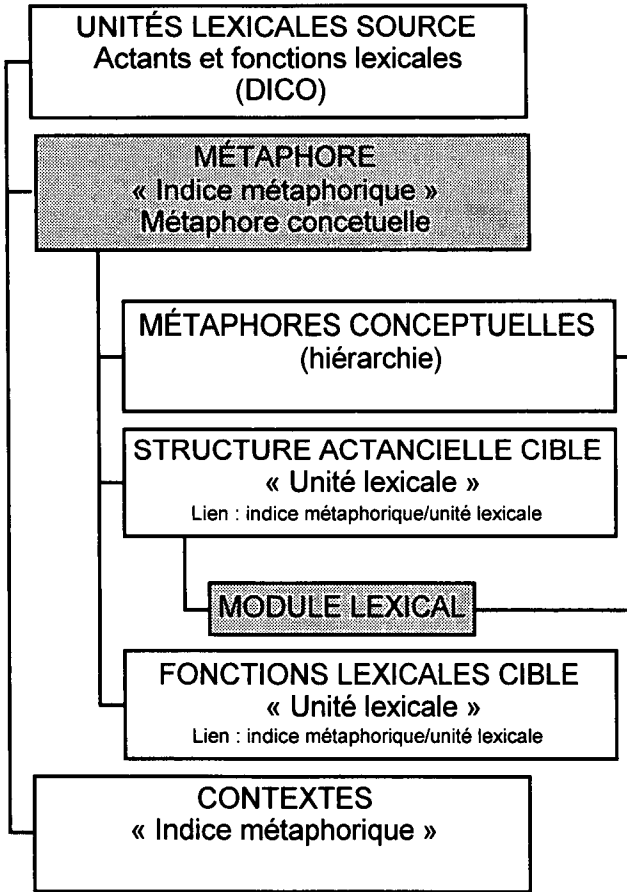 UNITÉS LEXICALES SOURCE
Actants et fonctions lexicales
(DICO)
MÉTAPHORE
« Indice métaphorique »
Métaphore concetuelle
MÉTAPHORES CONCEPTUELLES
(hiérarchie)
STRUCTURE ACTANCIELLE CIBLE
« Unité lexicale »
Lien : indice métaphorique/unité lexicale
MODULE LEXICAL
FONCTIONS LEXICALES CIBLE
« Unité lexicale »
Lien : indice métaphorique/unité lexicale
CONTEXTES
« Indice métaphorique »